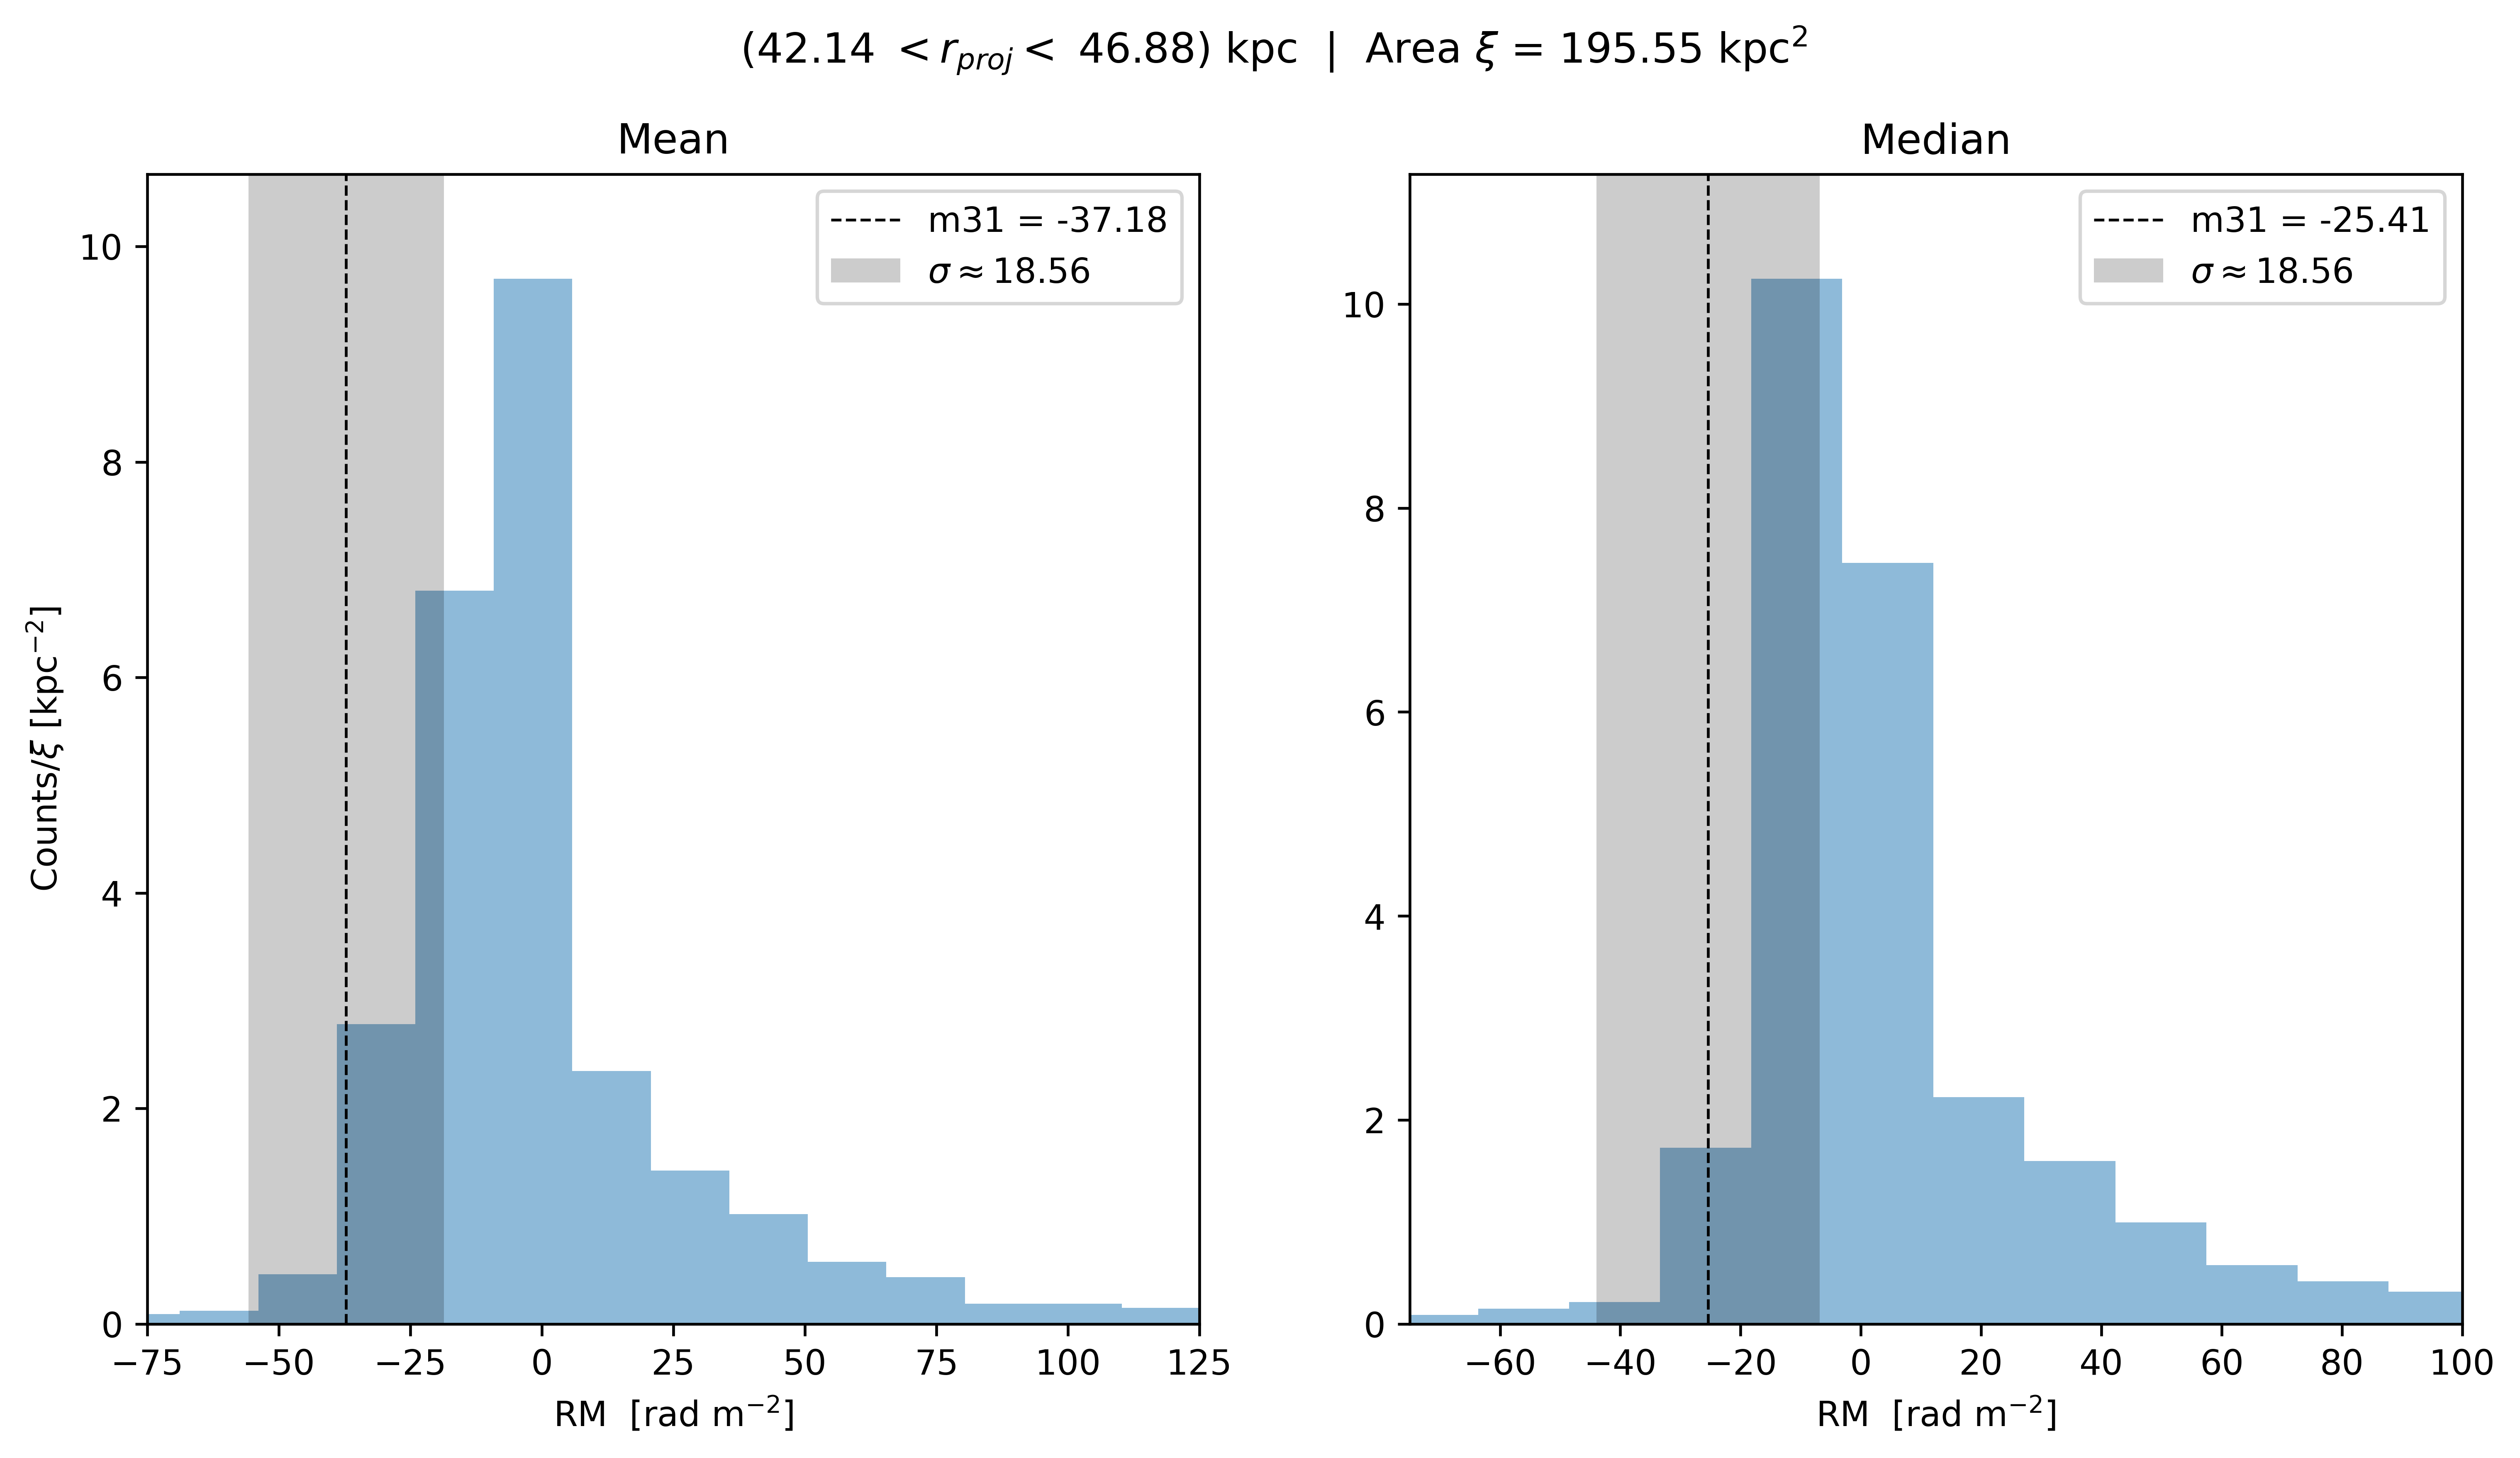 (42.14 < r_proj < 46.88) kpc | Area ξ = 195.55 kpc²
Mean
m31 = -37.18
σ ≈ 18.56
10
8
6
4
2
0
Counts/ξ [kpc⁻²]
−75 −50 −25 0 25 50 75 100 125
RM [rad m⁻²]
Median
m31 = -25.41
σ ≈ 18.56
10
8
6
4
2
0
−60 −40 −20 0 20 40 60 80 100
RM [rad m⁻²]